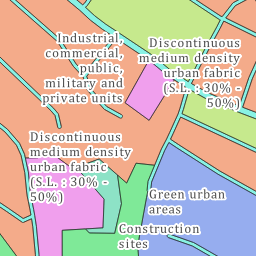 Industrial,
commercial,
public,
military and
private units
Discontinuous
medium density
urban fabric
(S.L. : 30% -
50%)
Discontinuous
medium density
urban fabric
(S.L. : 30% -
50%)
Green urban
areas
Construction
sites